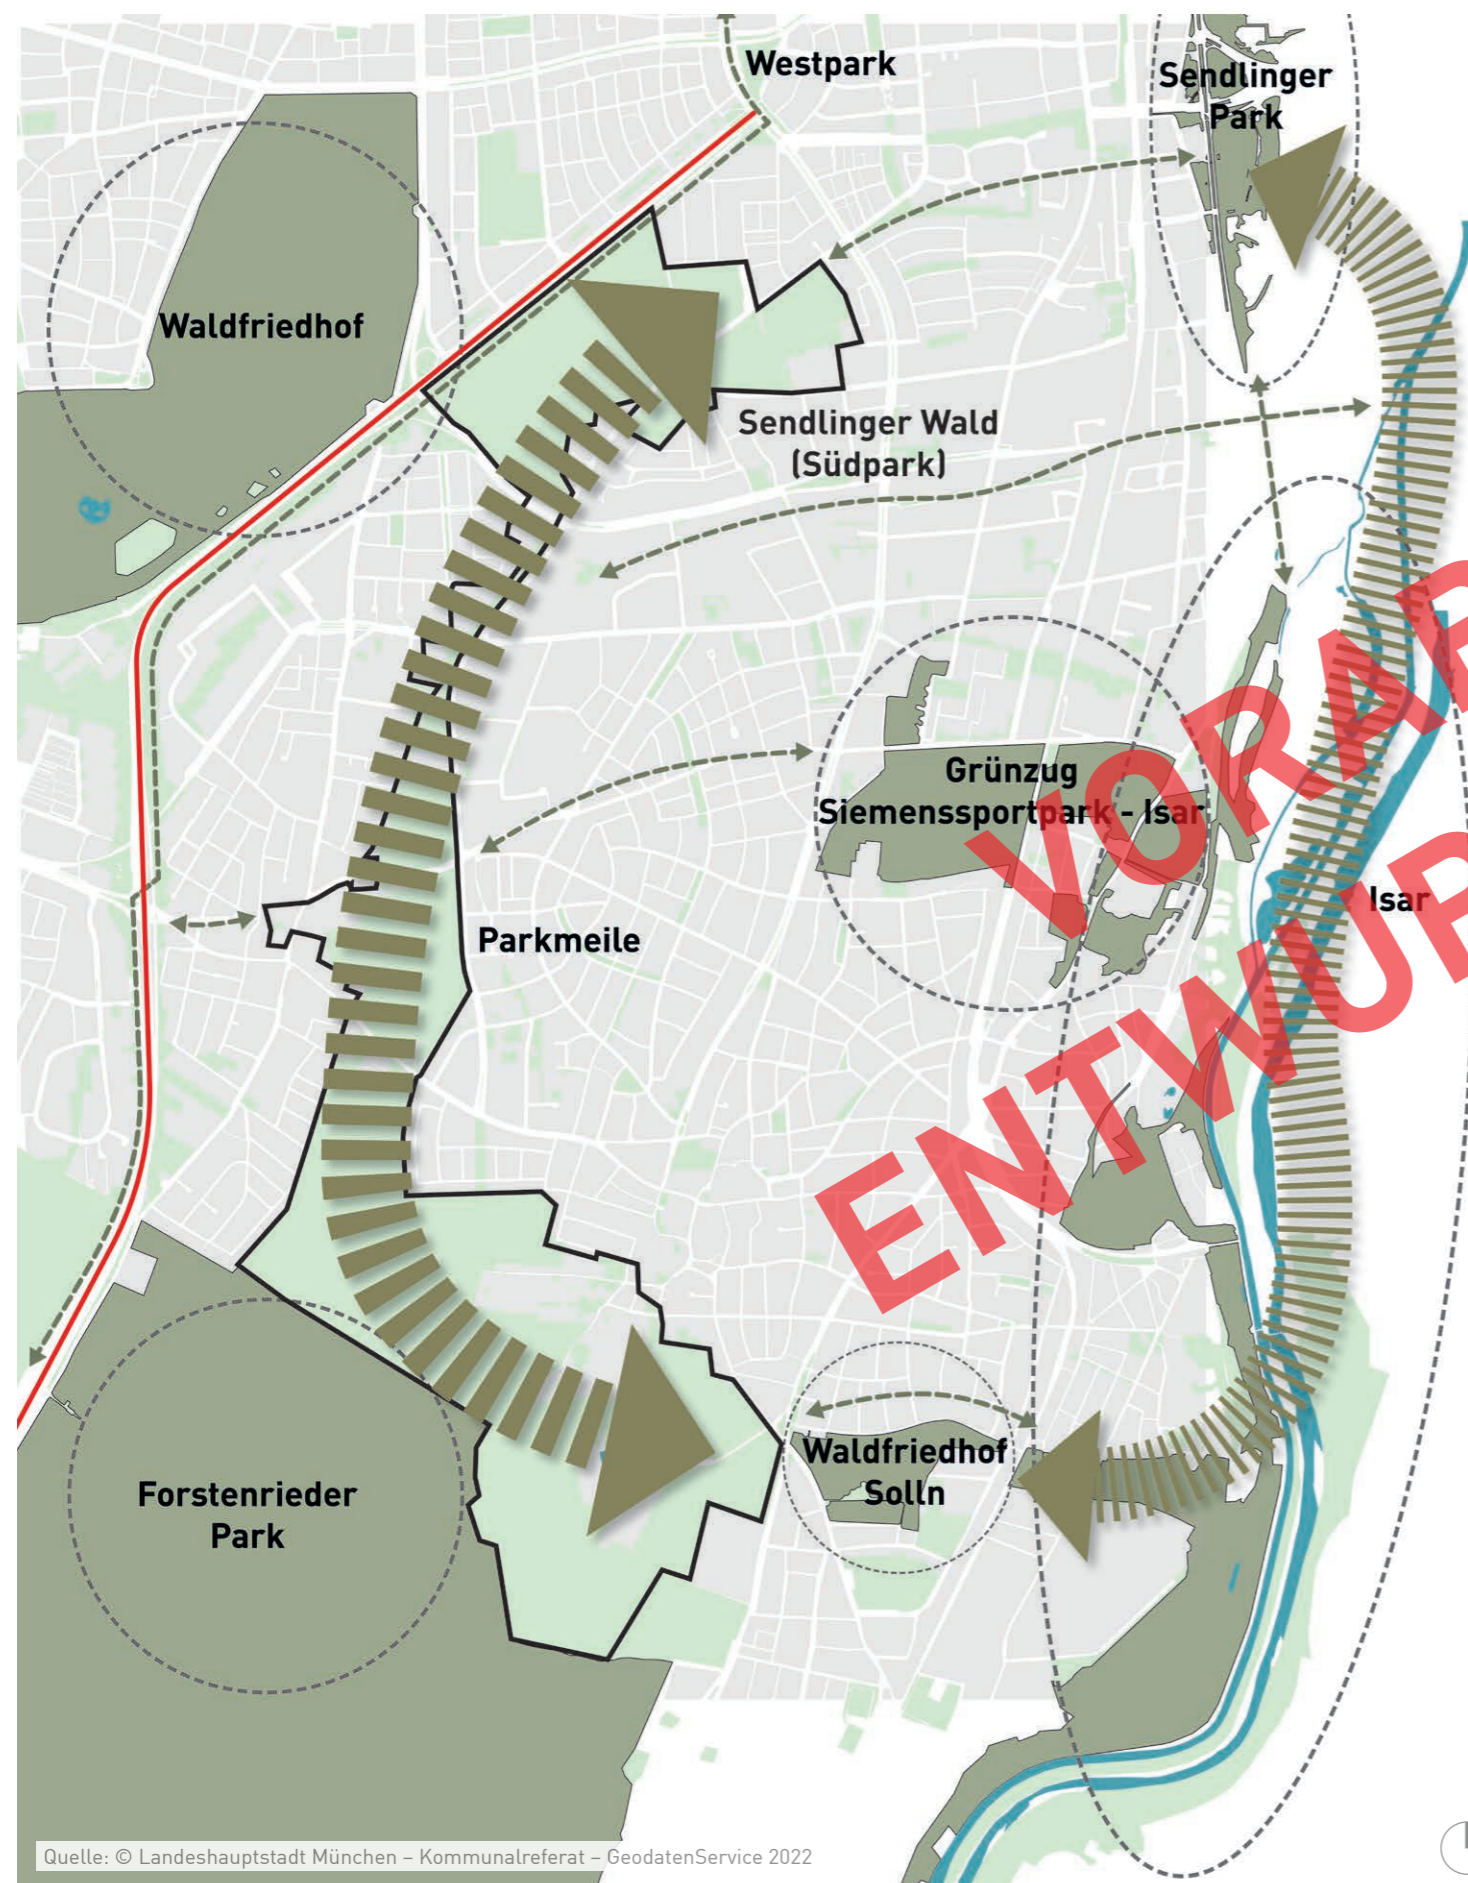 Westpark
Sendlinger
Park
Waldfriedhof
Sendlinger Wald
(Südpark)
Grünzug
Siemenssportpark - Isar
Isar
Parkmeile
Waldfriedhof
Solln
Forstenrieder
Park
Quelle: © Landeshauptstadt München – Kommunalreferat – GeodatenService 2022